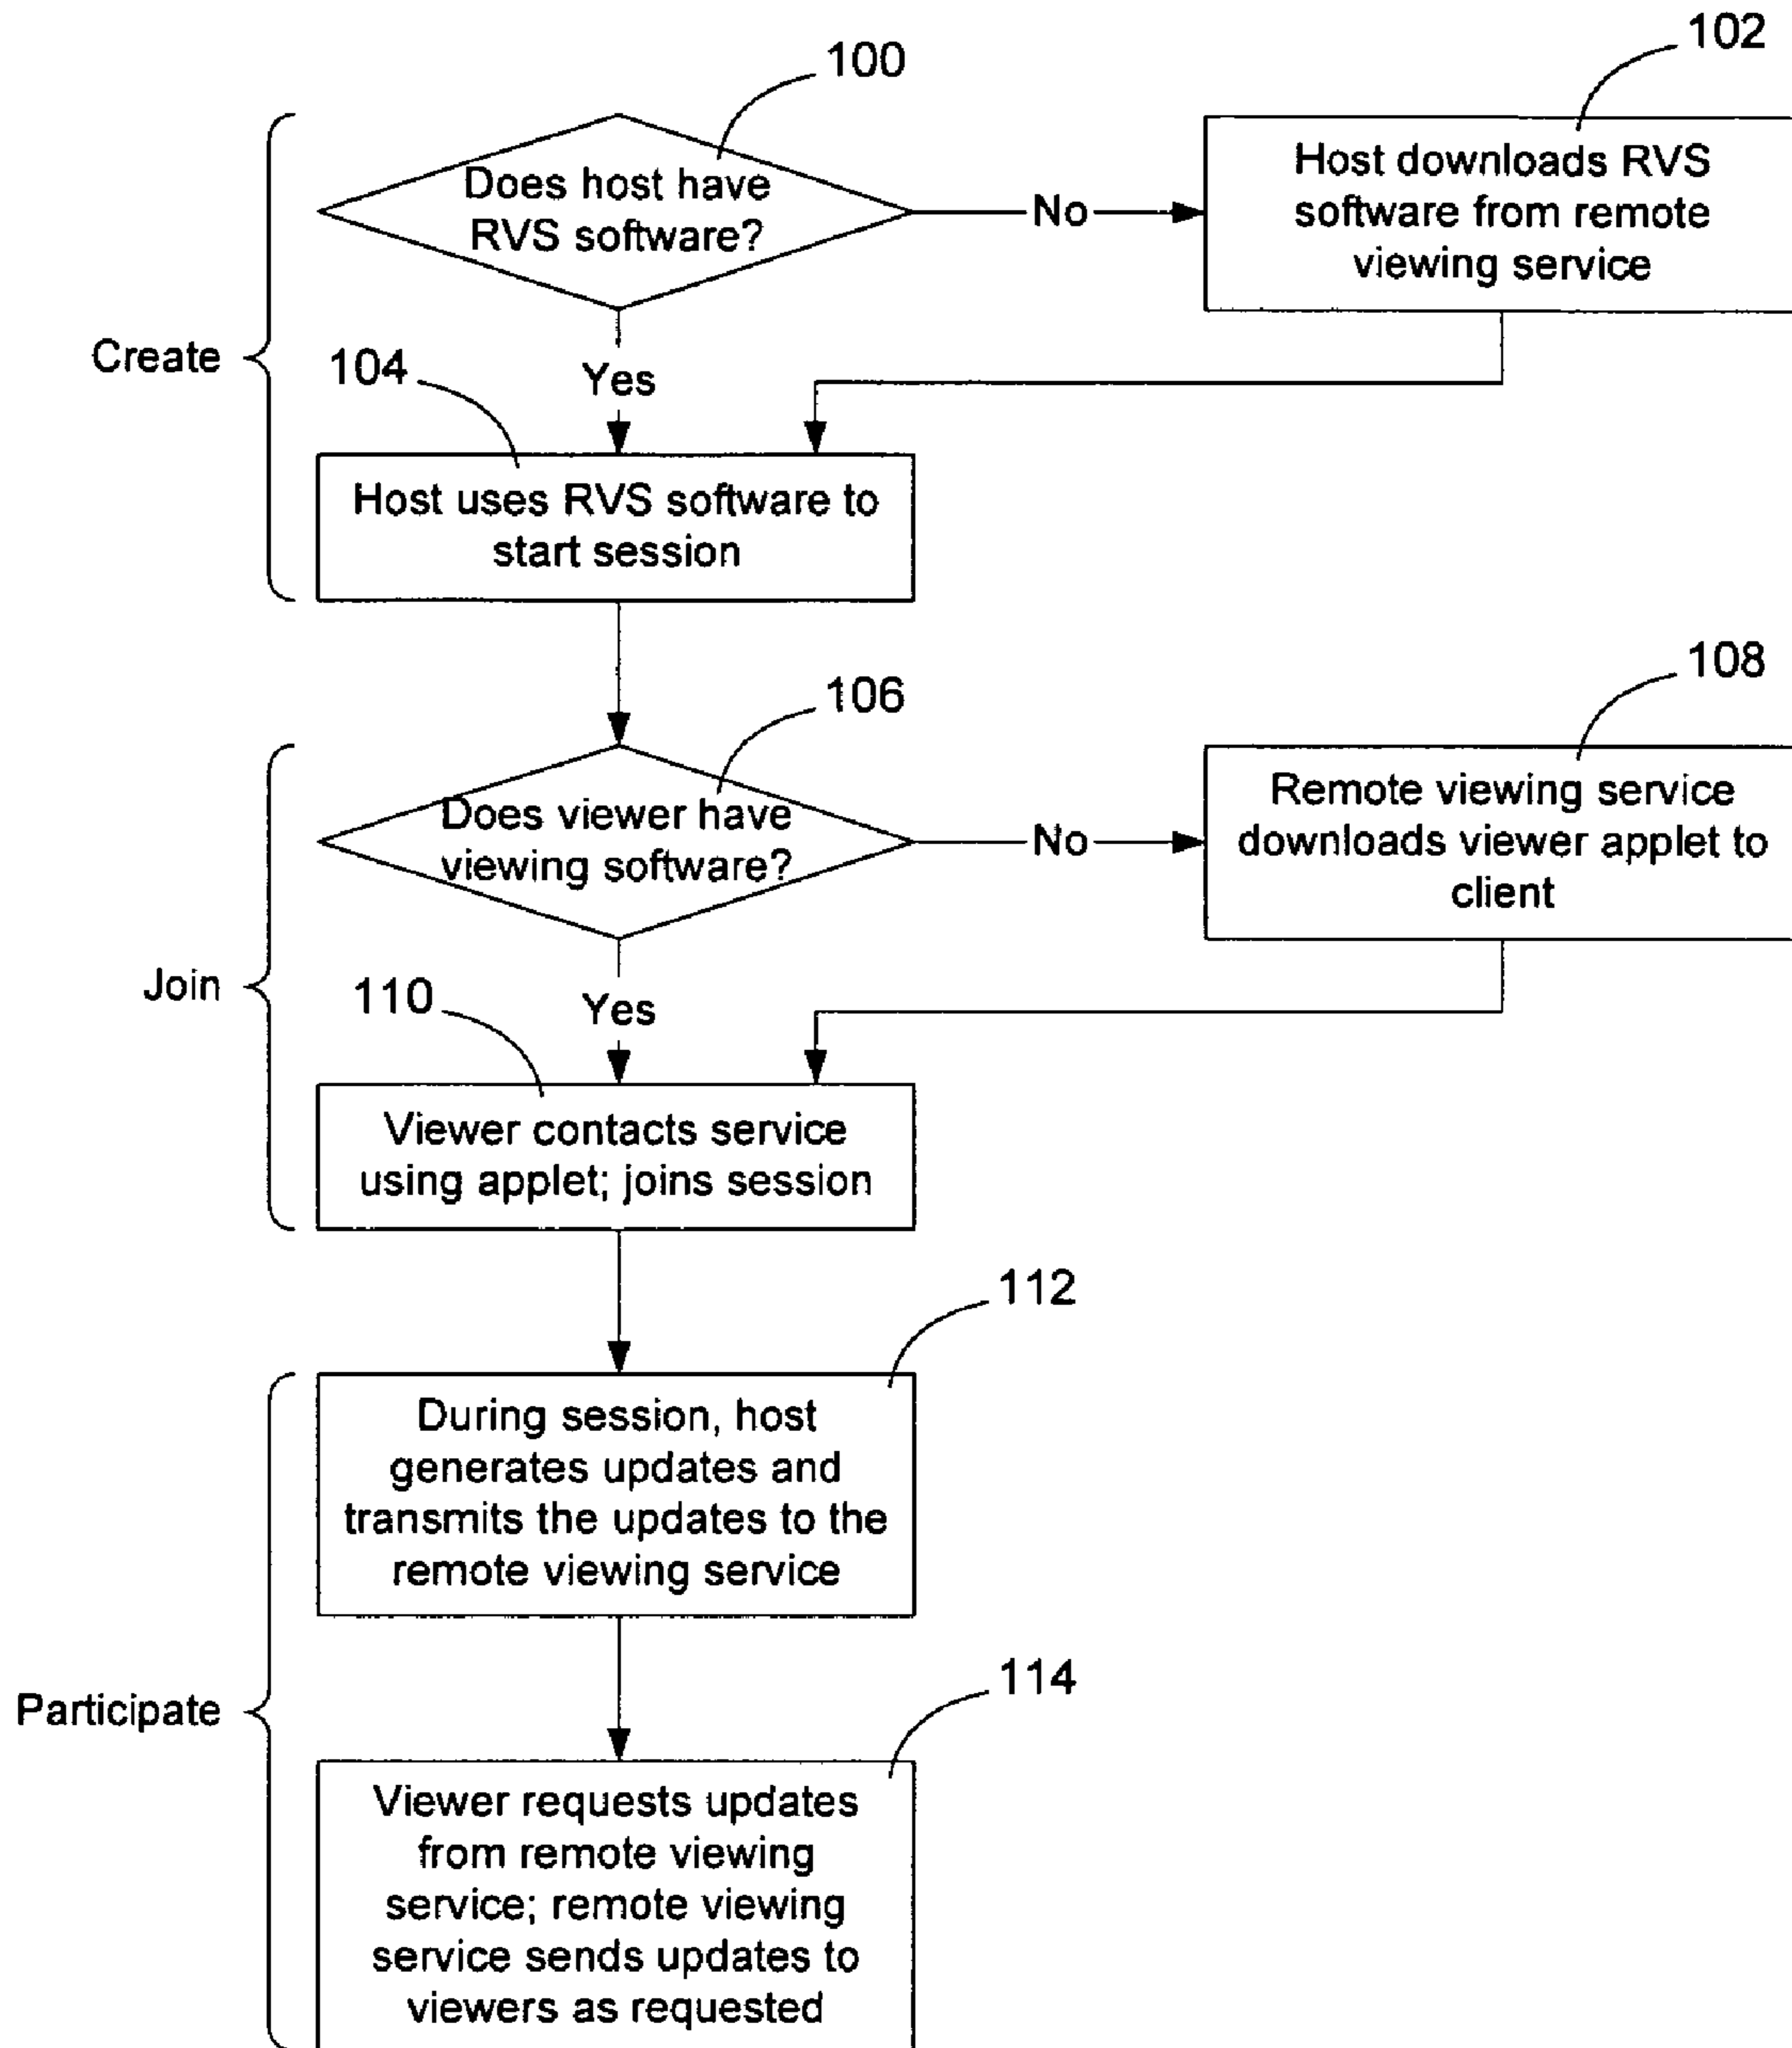 100
102
Does host have
RVS software?
No
Host downloads RVS
software from remote
viewing service
Create
104
Yes
Host uses RVS software to
start session
106
108
Does viewer have
viewing software?
No
Remote viewing service
downloads viewer applet to
client
Join
110
Yes
Viewer contacts service
using applet; joins session
112
During session, host
generates updates and
transmits the updates to the
remote viewing service
Participate
114
Viewer requests updates
from remote viewing
service; remote viewing
service sends updates to
viewers as requested